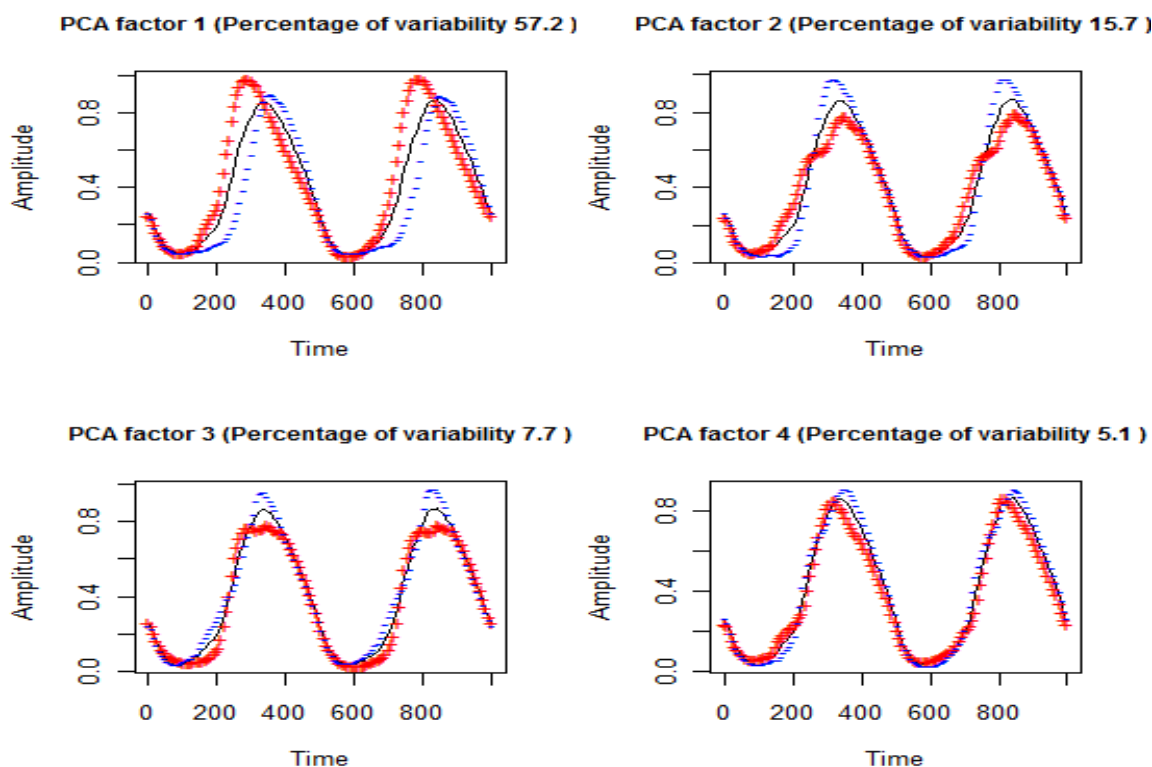 PCA factor 1 (Percentage of variability 57.2 )
Amplitude
0.0 0.4 0.8
0 200 400 600 800
Time
PCA factor 2 (Percentage of variability 15.7 )
Amplitude
0.0 0.4 0.8
0 200 400 600 800
Time
PCA factor 3 (Percentage of variability 7.7 )
Amplitude
0.0 0.4 0.8
0 200 400 600 800
Time
PCA factor 4 (Percentage of variability 5.1 )
Amplitude
0.0 0.4 0.8
0 200 400 600 800
Time